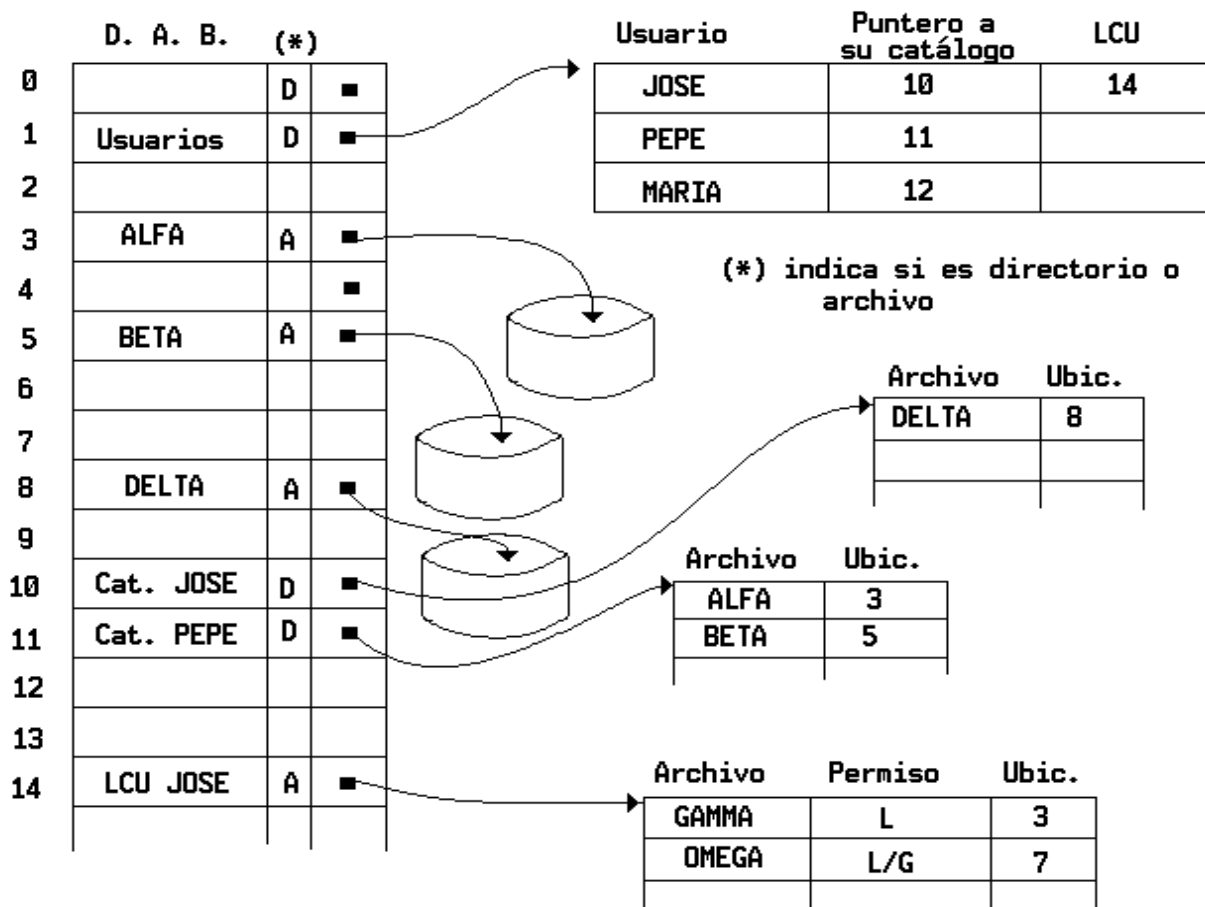 D. A. B. (*)
0 D
1 Usuarios D
2
3 ALFA A
4
5 BETA A
6
7
8 DELTA A
9
10 Cat. JOSE D
11 Cat. PEPE D
12
13
14 LCU JOSE A
Usuario Puntero a su catálogo LCU
JOSE 10 14
PEPE 11
MARIA 12
(*) indica si es directorio o
archivo
Archivo Ubic.
DELTA 8
Archivo Ubic.
ALFA 3
BETA 5
Archivo Permiso Ubic.
GAMMA L 3
OMEGA L/G 7